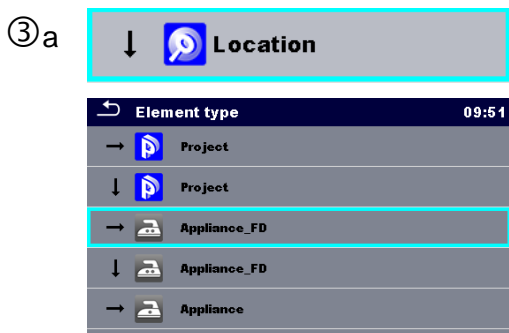 ③a
Location
Element type 09:51
Project
Project
Appliance_FD
Appliance_FD
Appliance